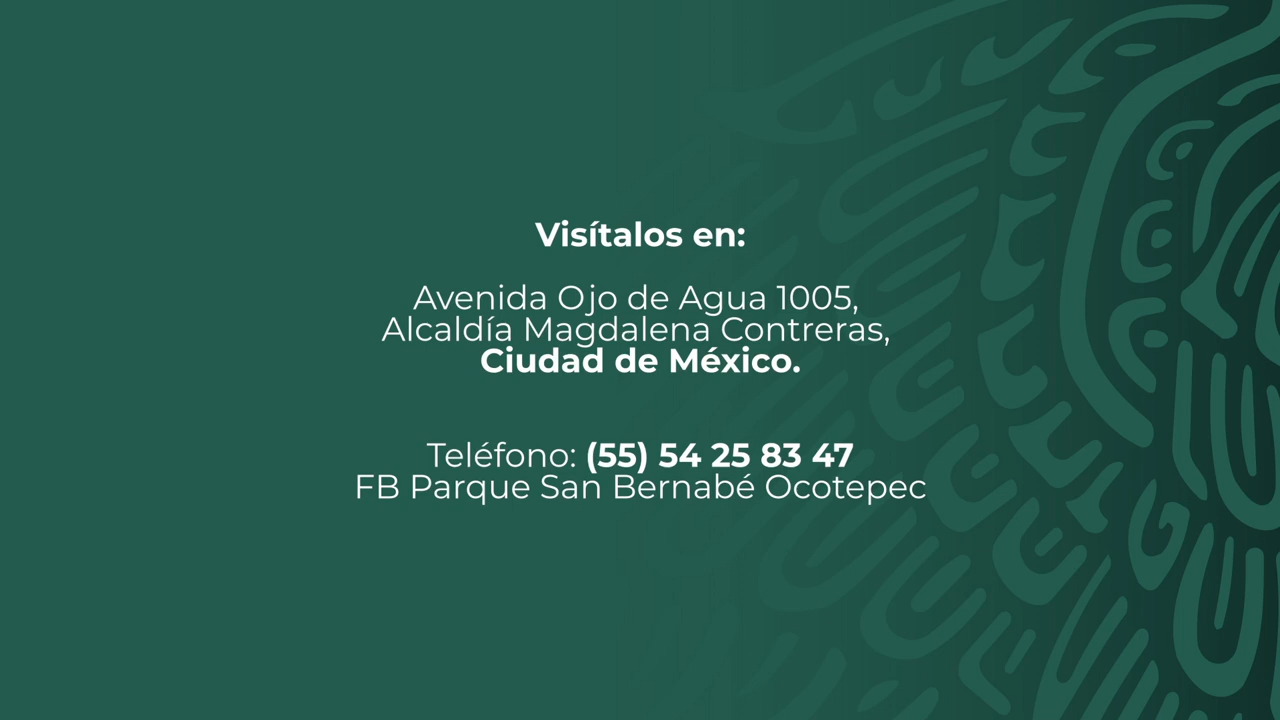 Visítalos en:
Avenida Ojo de Agua 1005,
Alcaldía Magdalena Contreras,
Ciudad de México.
Teléfono: (55) 54 25 83 47
FB Parque San Bernabé Ocotepec